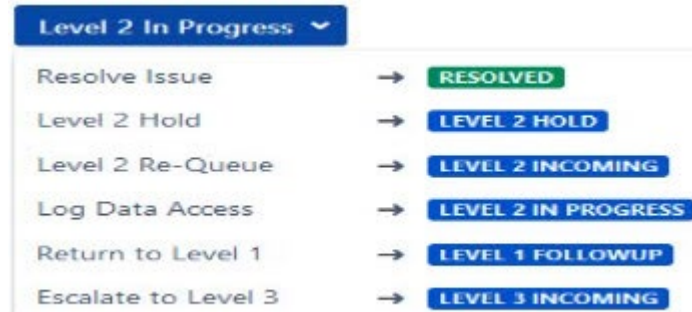 Level 2 In Progress
Resolve Issue → RESOLVED
Level 2 Hold → LEVEL 2 HOLD
Level 2 Re-Queue → LEVEL 2 INCOMING
Log Data Access → LEVEL 2 IN PROGRESS
Return to Level 1 → LEVEL 1 FOLLOWUP
Escalate to Level 3 → LEVEL 3 INCOMING